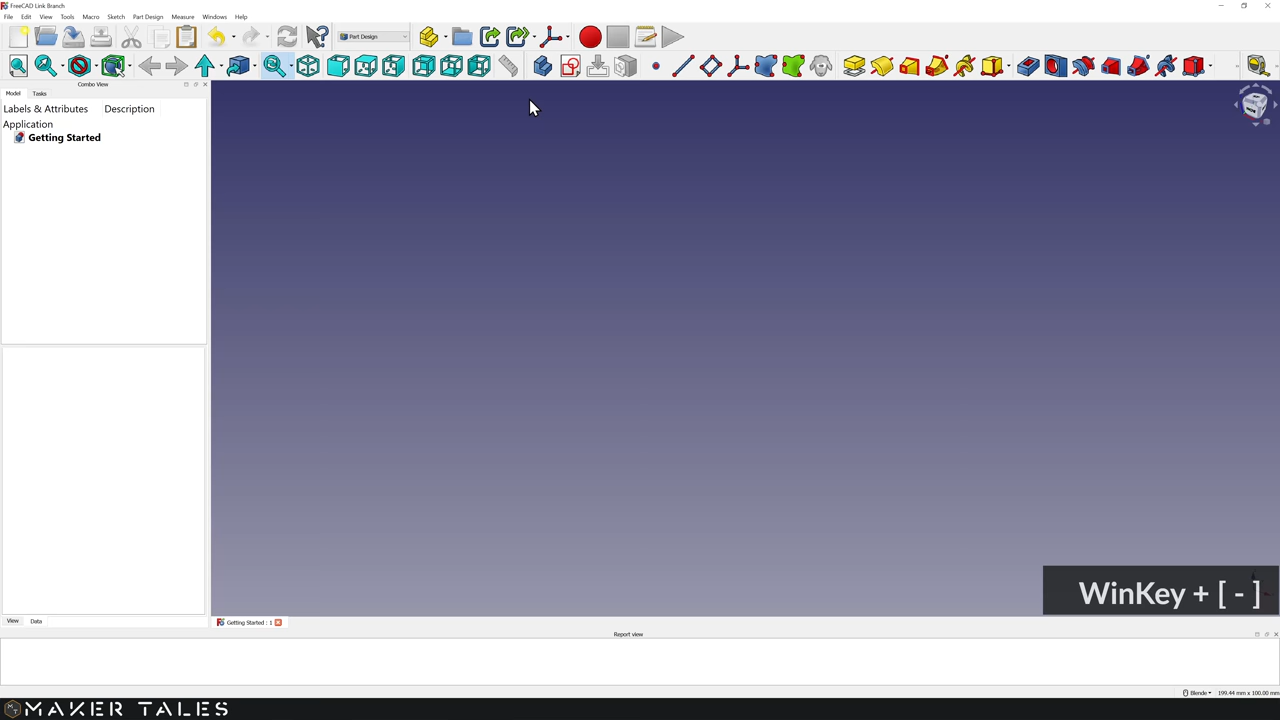 FreeCAD Link Branch
File Edit View Tools Macro Sketch Part Design Measure Windows Help
Part Design
Combo View
Model Tasks
Labels & Attributes Description
Application
Getting Started
WinKey + [ - ]
View Data
Getting Started : 1
Report view
Blende 199.44 mm x 100.00 mm
MAKER TALES